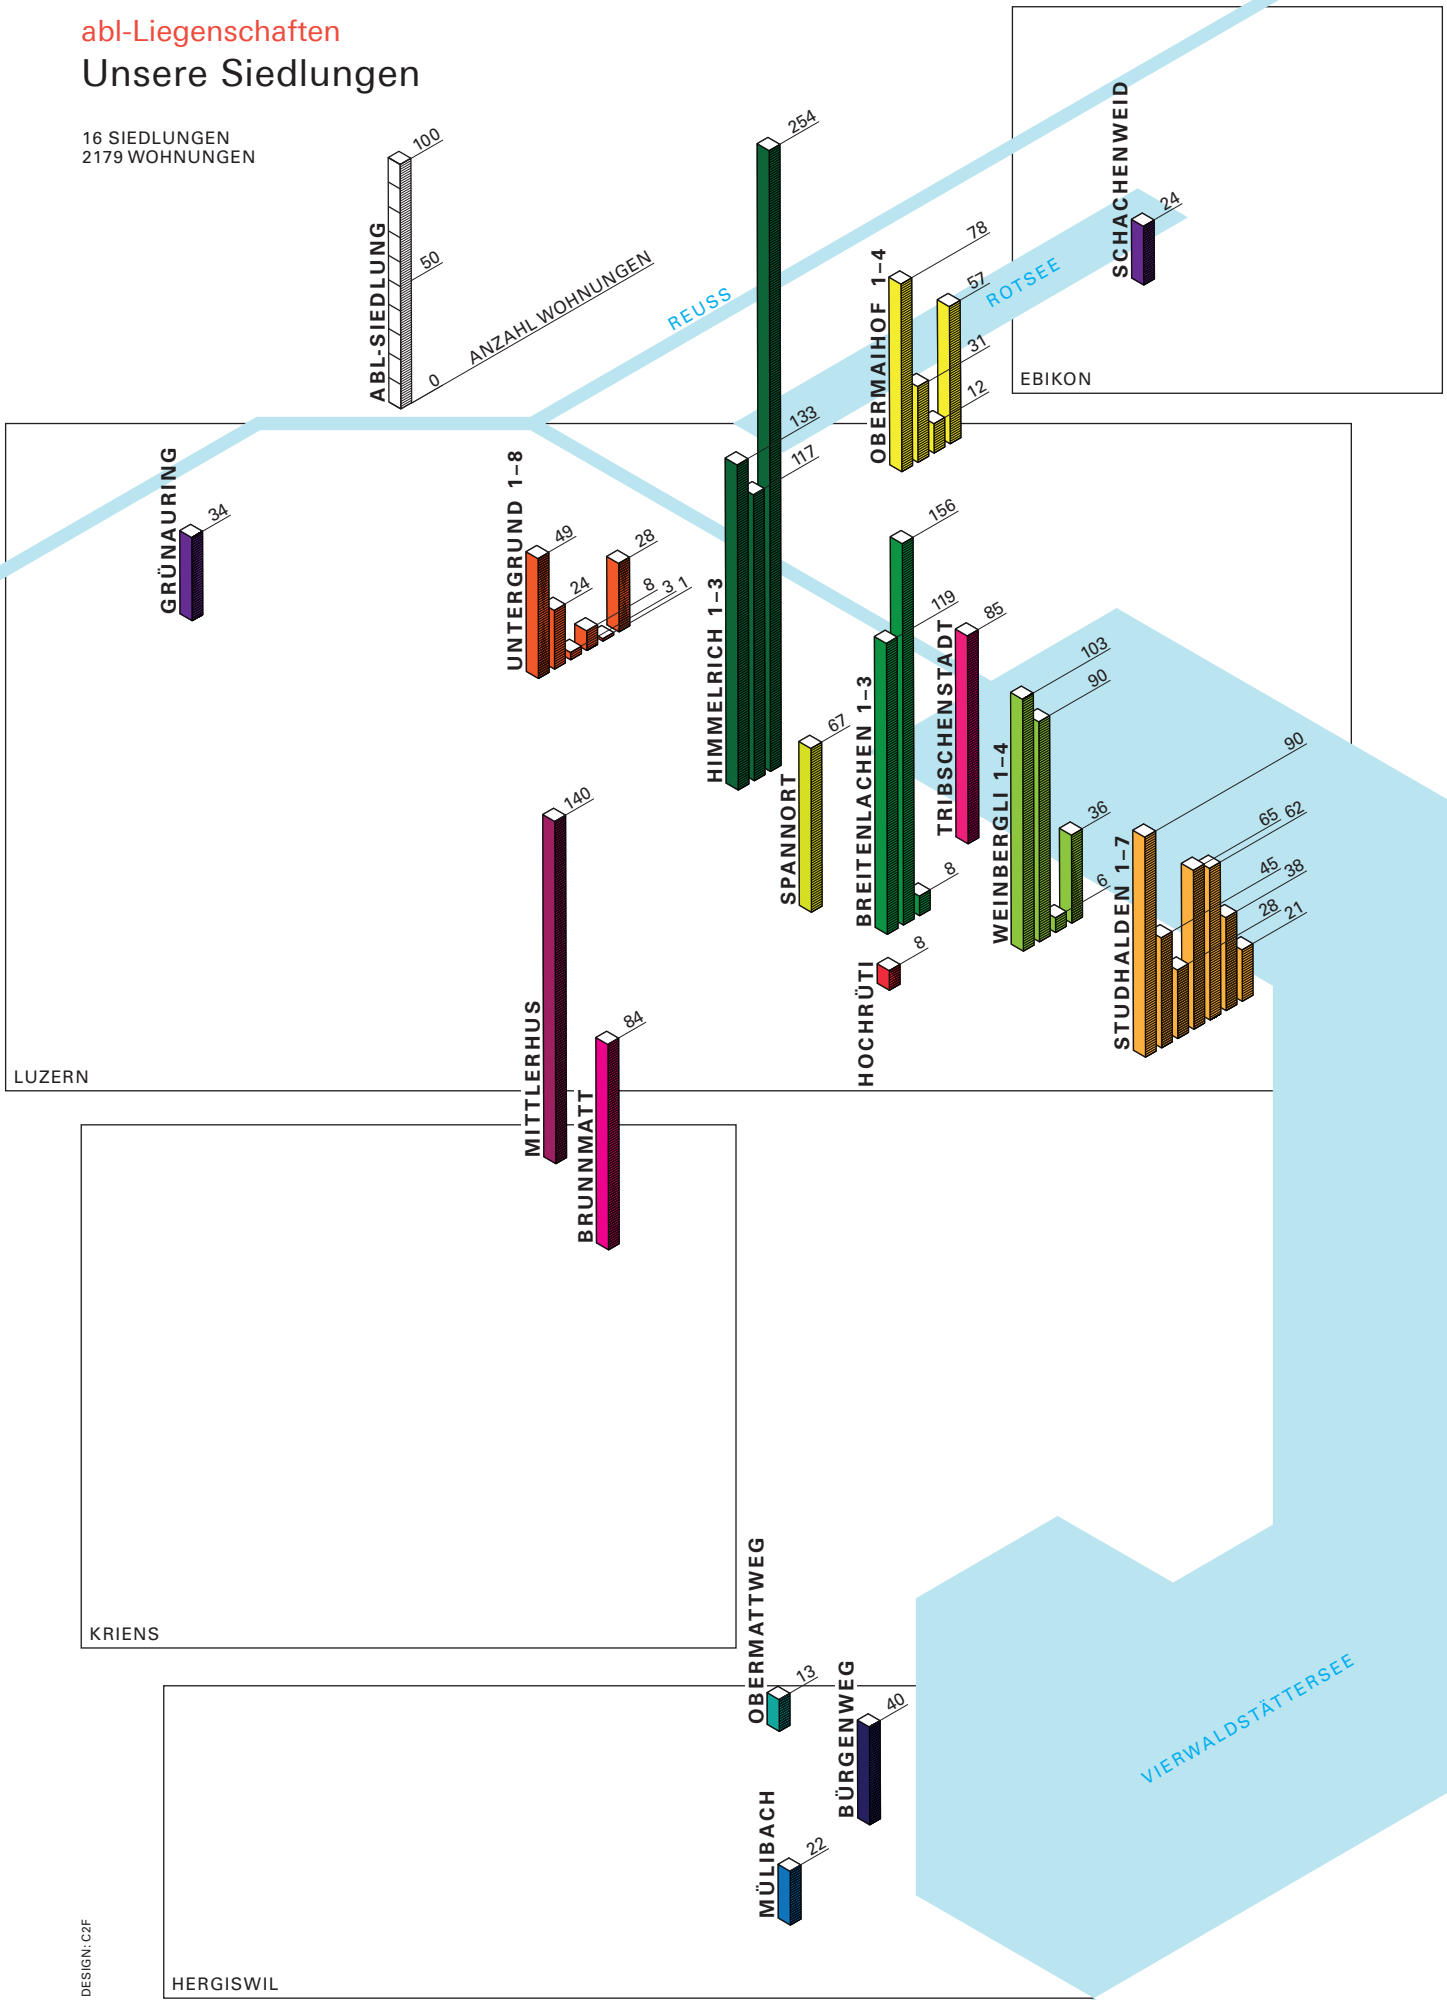 abl-Liegenschaften
Unsere Siedlungen
16 SIEDLUNGEN
2179 WOHNUNGEN
ABL-SIEDLUNG
100
50
0
ANZAHL WOHNUNGEN
REUSS
ROTSEE
SCHACHENWEID
24
EBIKON
OBERMAIHOF 1–4
78
57
31
12
GRÜNAURING
34
UNTERGRUND 1–8
49
24
28
8
3
1
HIMMELRICH 1–3
254
133
117
SPANNORT
67
BREITENLACHEN 1–3
156
119
8
TRIBSCHENSTADT
85
WEINBERGLI 1–4
103
90
36
6
STUDHALDEN 1–7
90
65
62
45
38
28
21
HOCHRÜTI
8
MITTLERHUS
140
BRUNNMATT
84
LUZERN
KRIENS
OBERMATTWEG
13
BÜRGENWEG
40
MÜLIBACH
22
VIERWALDSTÄTTERSEE
HERGISWIL
DESIGN: C2F